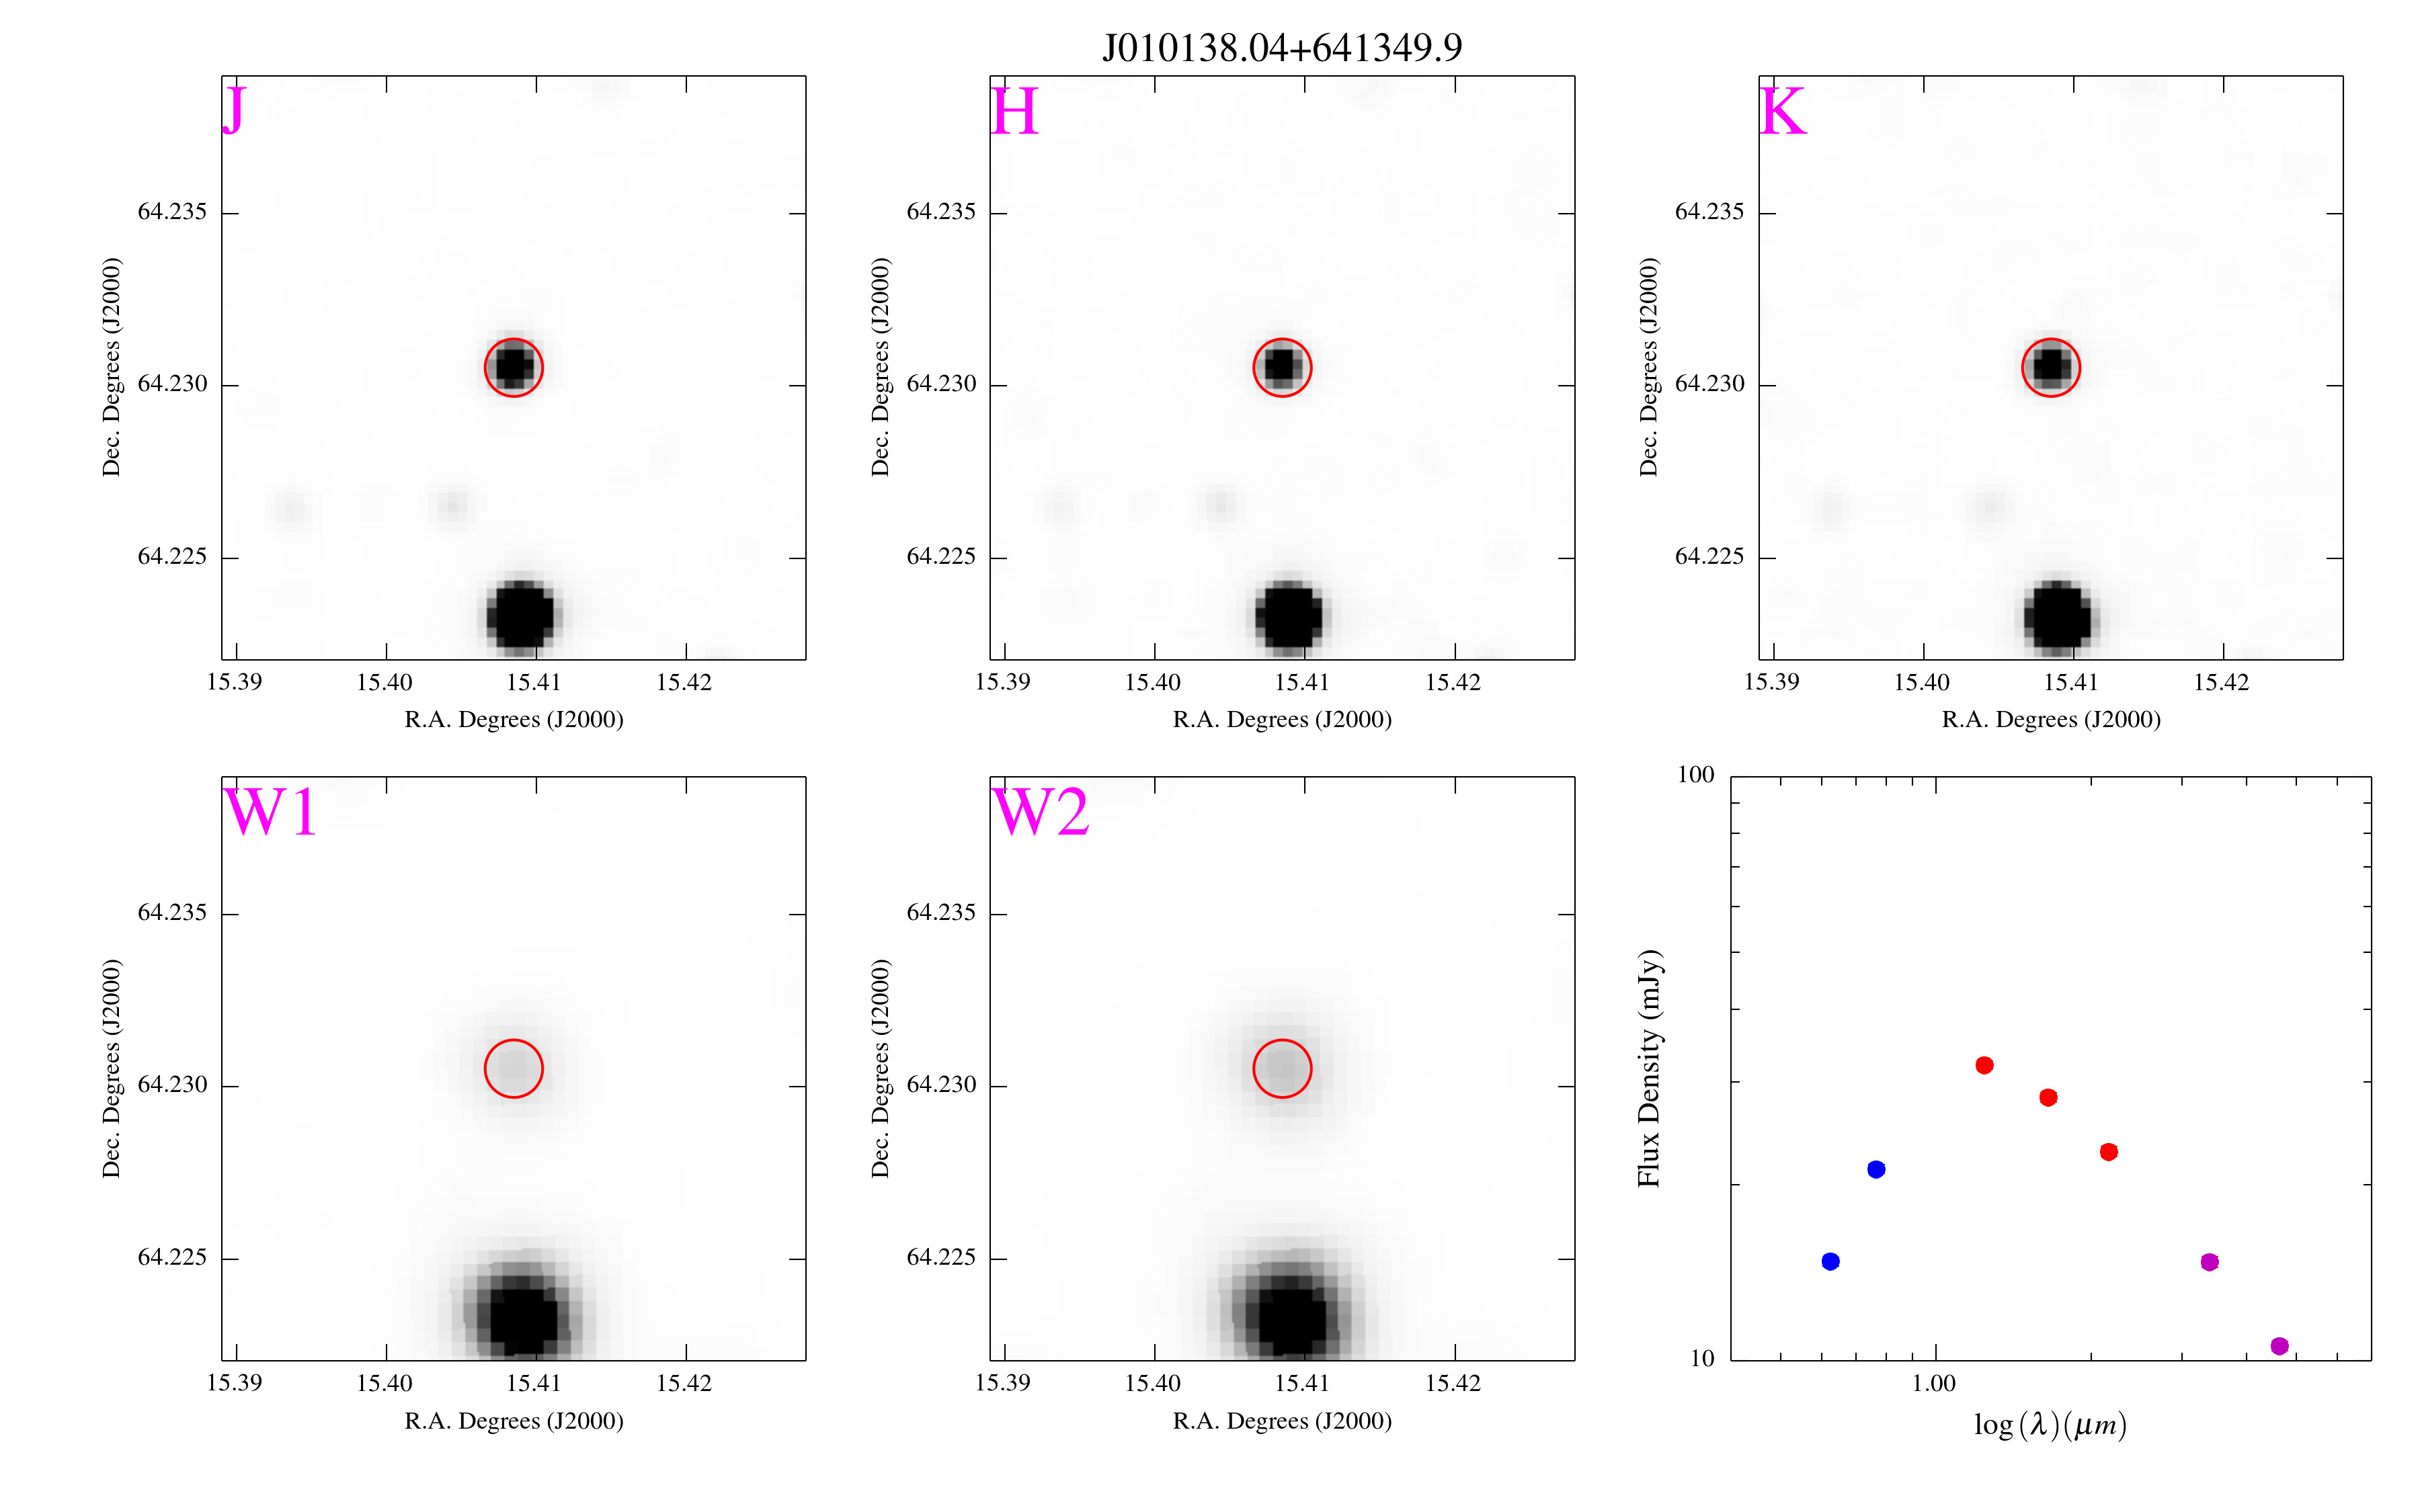 J010138.04+641349.9
J
64.235
64.230
64.225
Dec. Degrees (J2000)
15.39 15.40 15.41 15.42
R.A. Degrees (J2000)
H
64.235
64.230
64.225
Dec. Degrees (J2000)
15.39 15.40 15.41 15.42
R.A. Degrees (J2000)
K
64.235
64.230
64.225
Dec. Degrees (J2000)
15.39 15.40 15.41 15.42
R.A. Degrees (J2000)
W1
64.235
64.230
64.225
Dec. Degrees (J2000)
15.39 15.40 15.41 15.42
R.A. Degrees (J2000)
W2
64.235
64.230
64.225
Dec. Degrees (J2000)
15.39 15.40 15.41 15.42
R.A. Degrees (J2000)
100
10
Flux Density (mJy)
1.00
log (λ)(μm)